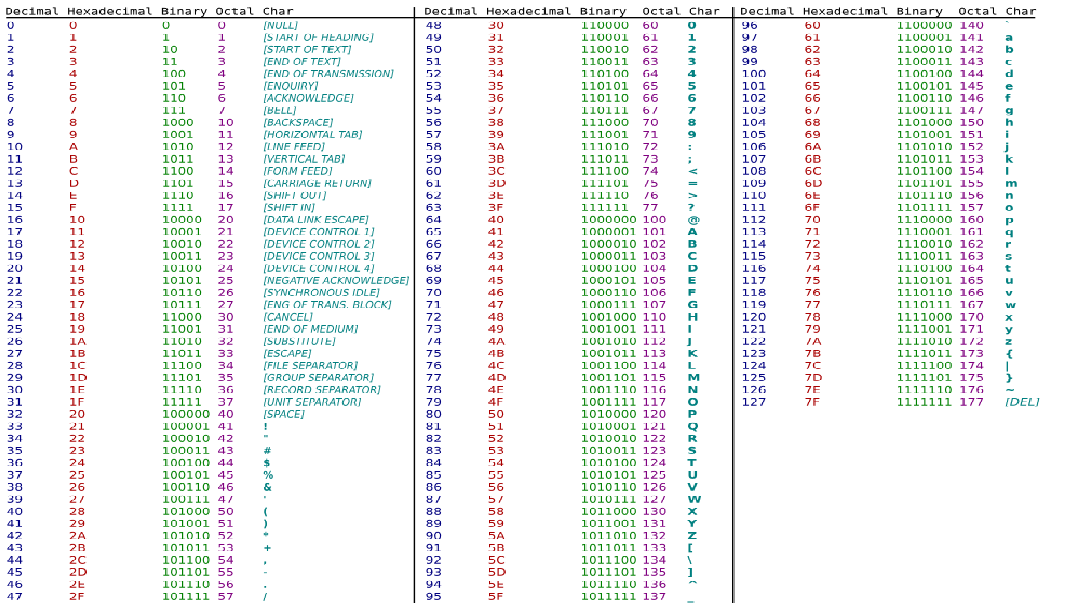 Decimal Hexadecimal Binary Octal Char
0 0 0 0 [NULL]
1 1 1 1 [START OF HEADING]
2 2 10 2 [START OF TEXT]
3 3 11 3 [END OF TEXT]
4 4 100 4 [END OF TRANSMISSION]
5 5 101 5 [ENQUIRY]
6 6 110 6 [ACKNOWLEDGE]
7 7 111 7 [BELL]
8 8 1000 10 [BACKSPACE]
9 9 1001 11 [HORIZONTAL TAB]
10 A 1010 12 [LINE FEED]
11 B 1011 13 [VERTICAL TAB]
12 C 1100 14 [FORM FEED]
13 D 1101 15 [CARRIAGE RETURN]
14 E 1110 16 [SHIFT OUT]
15 F 1111 17 [SHIFT IN]
16 10 10000 20 [DATA LINK ESCAPE]
17 11 10001 21 [DEVICE CONTROL 1]
18 12 10010 22 [DEVICE CONTROL 2]
19 13 10011 23 [DEVICE CONTROL 3]
20 14 10100 24 [DEVICE CONTROL 4]
21 15 10101 25 [NEGATIVE ACKNOWLEDGE]
22 16 10110 26 [SYNCHRONOUS IDLE]
23 17 10111 27 [ENG OF TRANS. BLOCK]
24 18 11000 30 [CANCEL]
25 19 11001 31 [END OF MEDIUM]
26 1A 11010 32 [SUBSTITUTE]
27 1B 11011 33 [ESCAPE]
28 1C 11100 34 [FILE SEPARATOR]
29 1D 11101 35 [GROUP SEPARATOR]
30 1E 11110 36 [RECORD SEPARATOR]
31 1F 11111 37 [UNIT SEPARATOR]
32 20 100000 40 [SPACE]
33 21 100001 41 !
34 22 100010 42 "
35 23 100011 43 #
36 24 100100 44 $
37 25 100101 45 %
38 26 100110 46 &
39 27 100111 47 '
40 28 101000 50 (
41 29 101001 51 )
42 2A 101010 52 *
43 2B 101011 53 +
44 2C 101100 54 ,
45 2D 101101 55 -
46 2E 101110 56 .
47 2F 101111 57 /
Decimal Hexadecimal Binary Octal Char
48 30 110000 60 0
49 31 110001 61 1
50 32 110010 62 2
51 33 110011 63 3
52 34 110100 64 4
53 35 110101 65 5
54 36 110110 66 6
55 37 110111 67 7
56 38 111000 70 8
57 39 111001 71 9
58 3A 111010 72 :
59 3B 111011 73 ;
60 3C 111100 74 <
61 3D 111101 75 =
62 3E 111110 76 >
63 3F 111111 77 ?
64 40 1000000 100 @
65 41 1000001 101 A
66 42 1000010 102 B
67 43 1000011 103 C
68 44 1000100 104 D
69 45 1000101 105 E
70 46 1000110 106 F
71 47 1000111 107 G
72 48 1001000 110 H
73 49 1001001 111 I
74 4A 1001010 112 J
75 4B 1001011 113 K
76 4C 1001100 114 L
77 4D 1001101 115 M
78 4E 1001110 116 N
79 4F 1001111 117 O
80 50 1010000 120 P
81 51 1010001 121 Q
82 52 1010010 122 R
83 53 1010011 123 S
84 54 1010100 124 T
85 55 1010101 125 U
86 56 1010110 126 V
87 57 1010111 127 W
88 58 1011000 130 X
89 59 1011001 131 Y
90 5A 1011010 132 Z
91 5B 1011011 133 [
92 5C 1011100 134 \
93 5D 1011101 135 ]
94 5E 1011110 136 ^
95 5F 1011111 137 _
Decimal Hexadecimal Binary Octal Char
96 60 1100000 140 `
97 61 1100001 141 a
98 62 1100010 142 b
99 63 1100011 143 c
100 64 1100100 144 d
101 65 1100101 145 e
102 66 1100110 146 f
103 67 1100111 147 g
104 68 1101000 150 h
105 69 1101001 151 i
106 6A 1101010 152 j
107 6B 1101011 153 k
108 6C 1101100 154 l
109 6D 1101101 155 m
110 6E 1101110 156 n
111 6F 1101111 157 o
112 70 1110000 160 p
113 71 1110001 161 q
114 72 1110010 162 r
115 73 1110011 163 s
116 74 1110100 164 t
117 75 1110101 165 u
118 76 1110110 166 v
119 77 1110111 167 w
120 78 1111000 170 x
121 79 1111001 171 y
122 7A 1111010 172 z
123 7B 1111011 173 {
124 7C 1111100 174 |
125 7D 1111101 175 }
126 7E 1111110 176 ~
127 7F 1111111 177 [DEL]